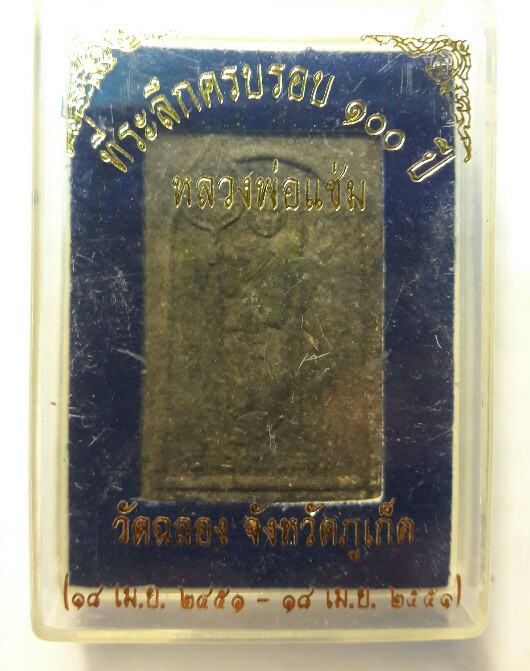 ที่ระลึกครบรอบ ๑๐๐ ปี
หลวงพ่อแช่ม
วัดฉลอง จังหวัดภูเก็ต
(๑๘ เม.ย. ๒๔๕๑ - ๑๘ เม.ย. ๒๕๕๑)